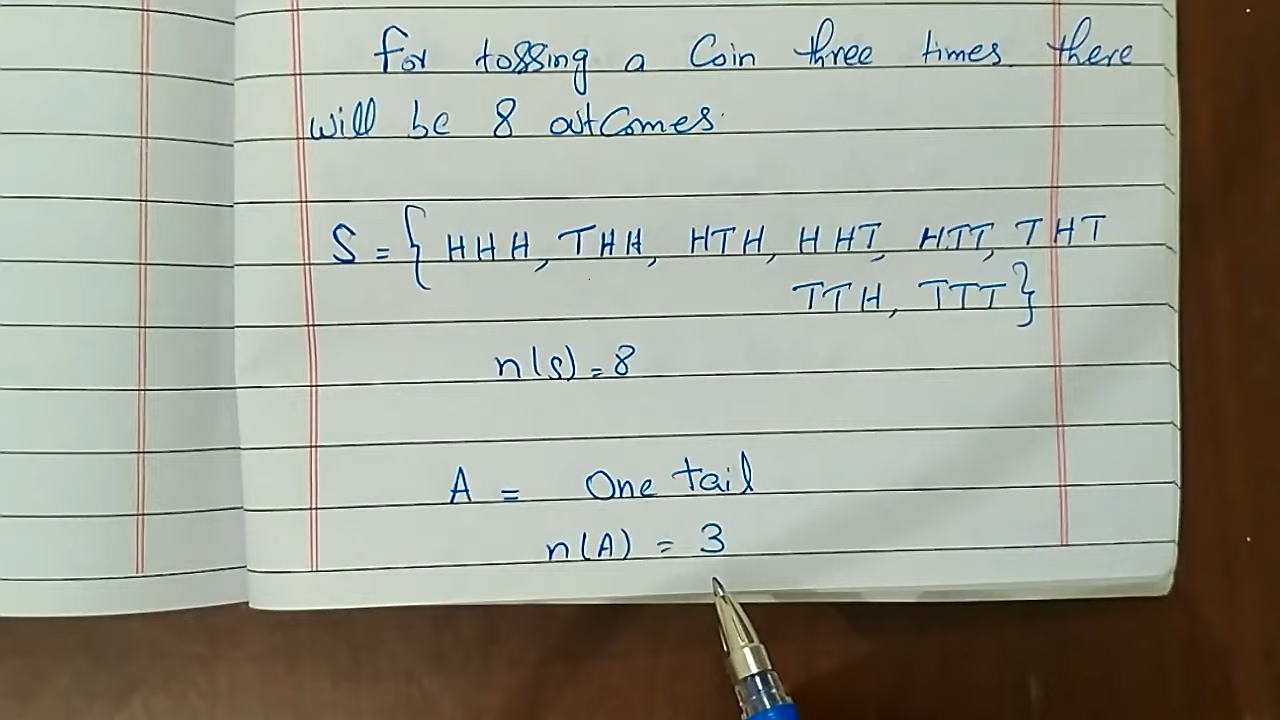 For tossing a Coin three times there
will be 8 outComes.
S = { HHH, THH, HTH, HHT, HTT, THT
TTH, TTT }
n(s) = 8
A = One tail
n(A) = 3